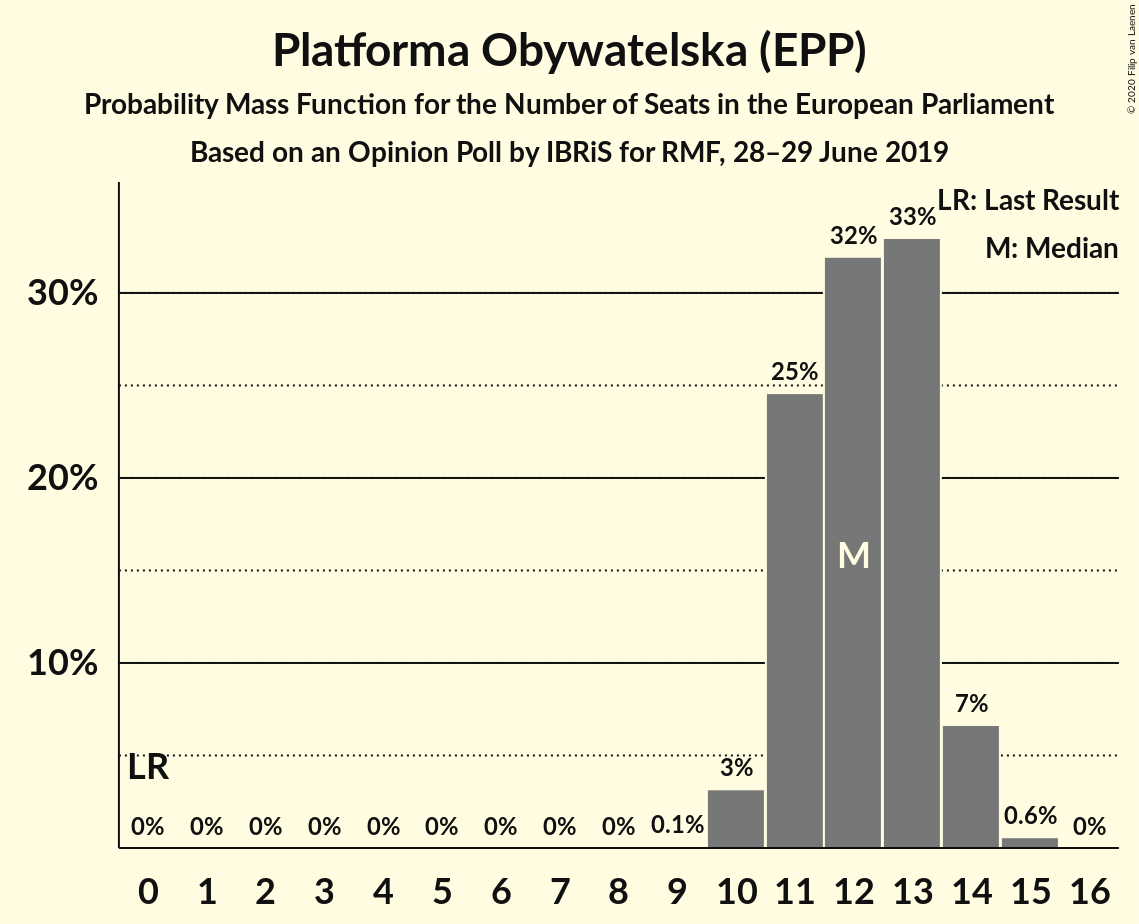 Platforma Obywatelska (EPP)
Probability Mass Function for the Number of Seats in the European Parliament
Based on an Opinion Poll by IBRiS for RMF, 28–29 June 2019
© 2020 Filip van Laenen
LR: Last Result
M: Median
33%
32%
30%
25%
20%
M
10%
7%
LR
3%
0.6%
0% 0% 0% 0% 0% 0% 0% 0% 0% 0.1% 0%
0 1 2 3 4 5 6 7 8 9 10 11 12 13 14 15 16